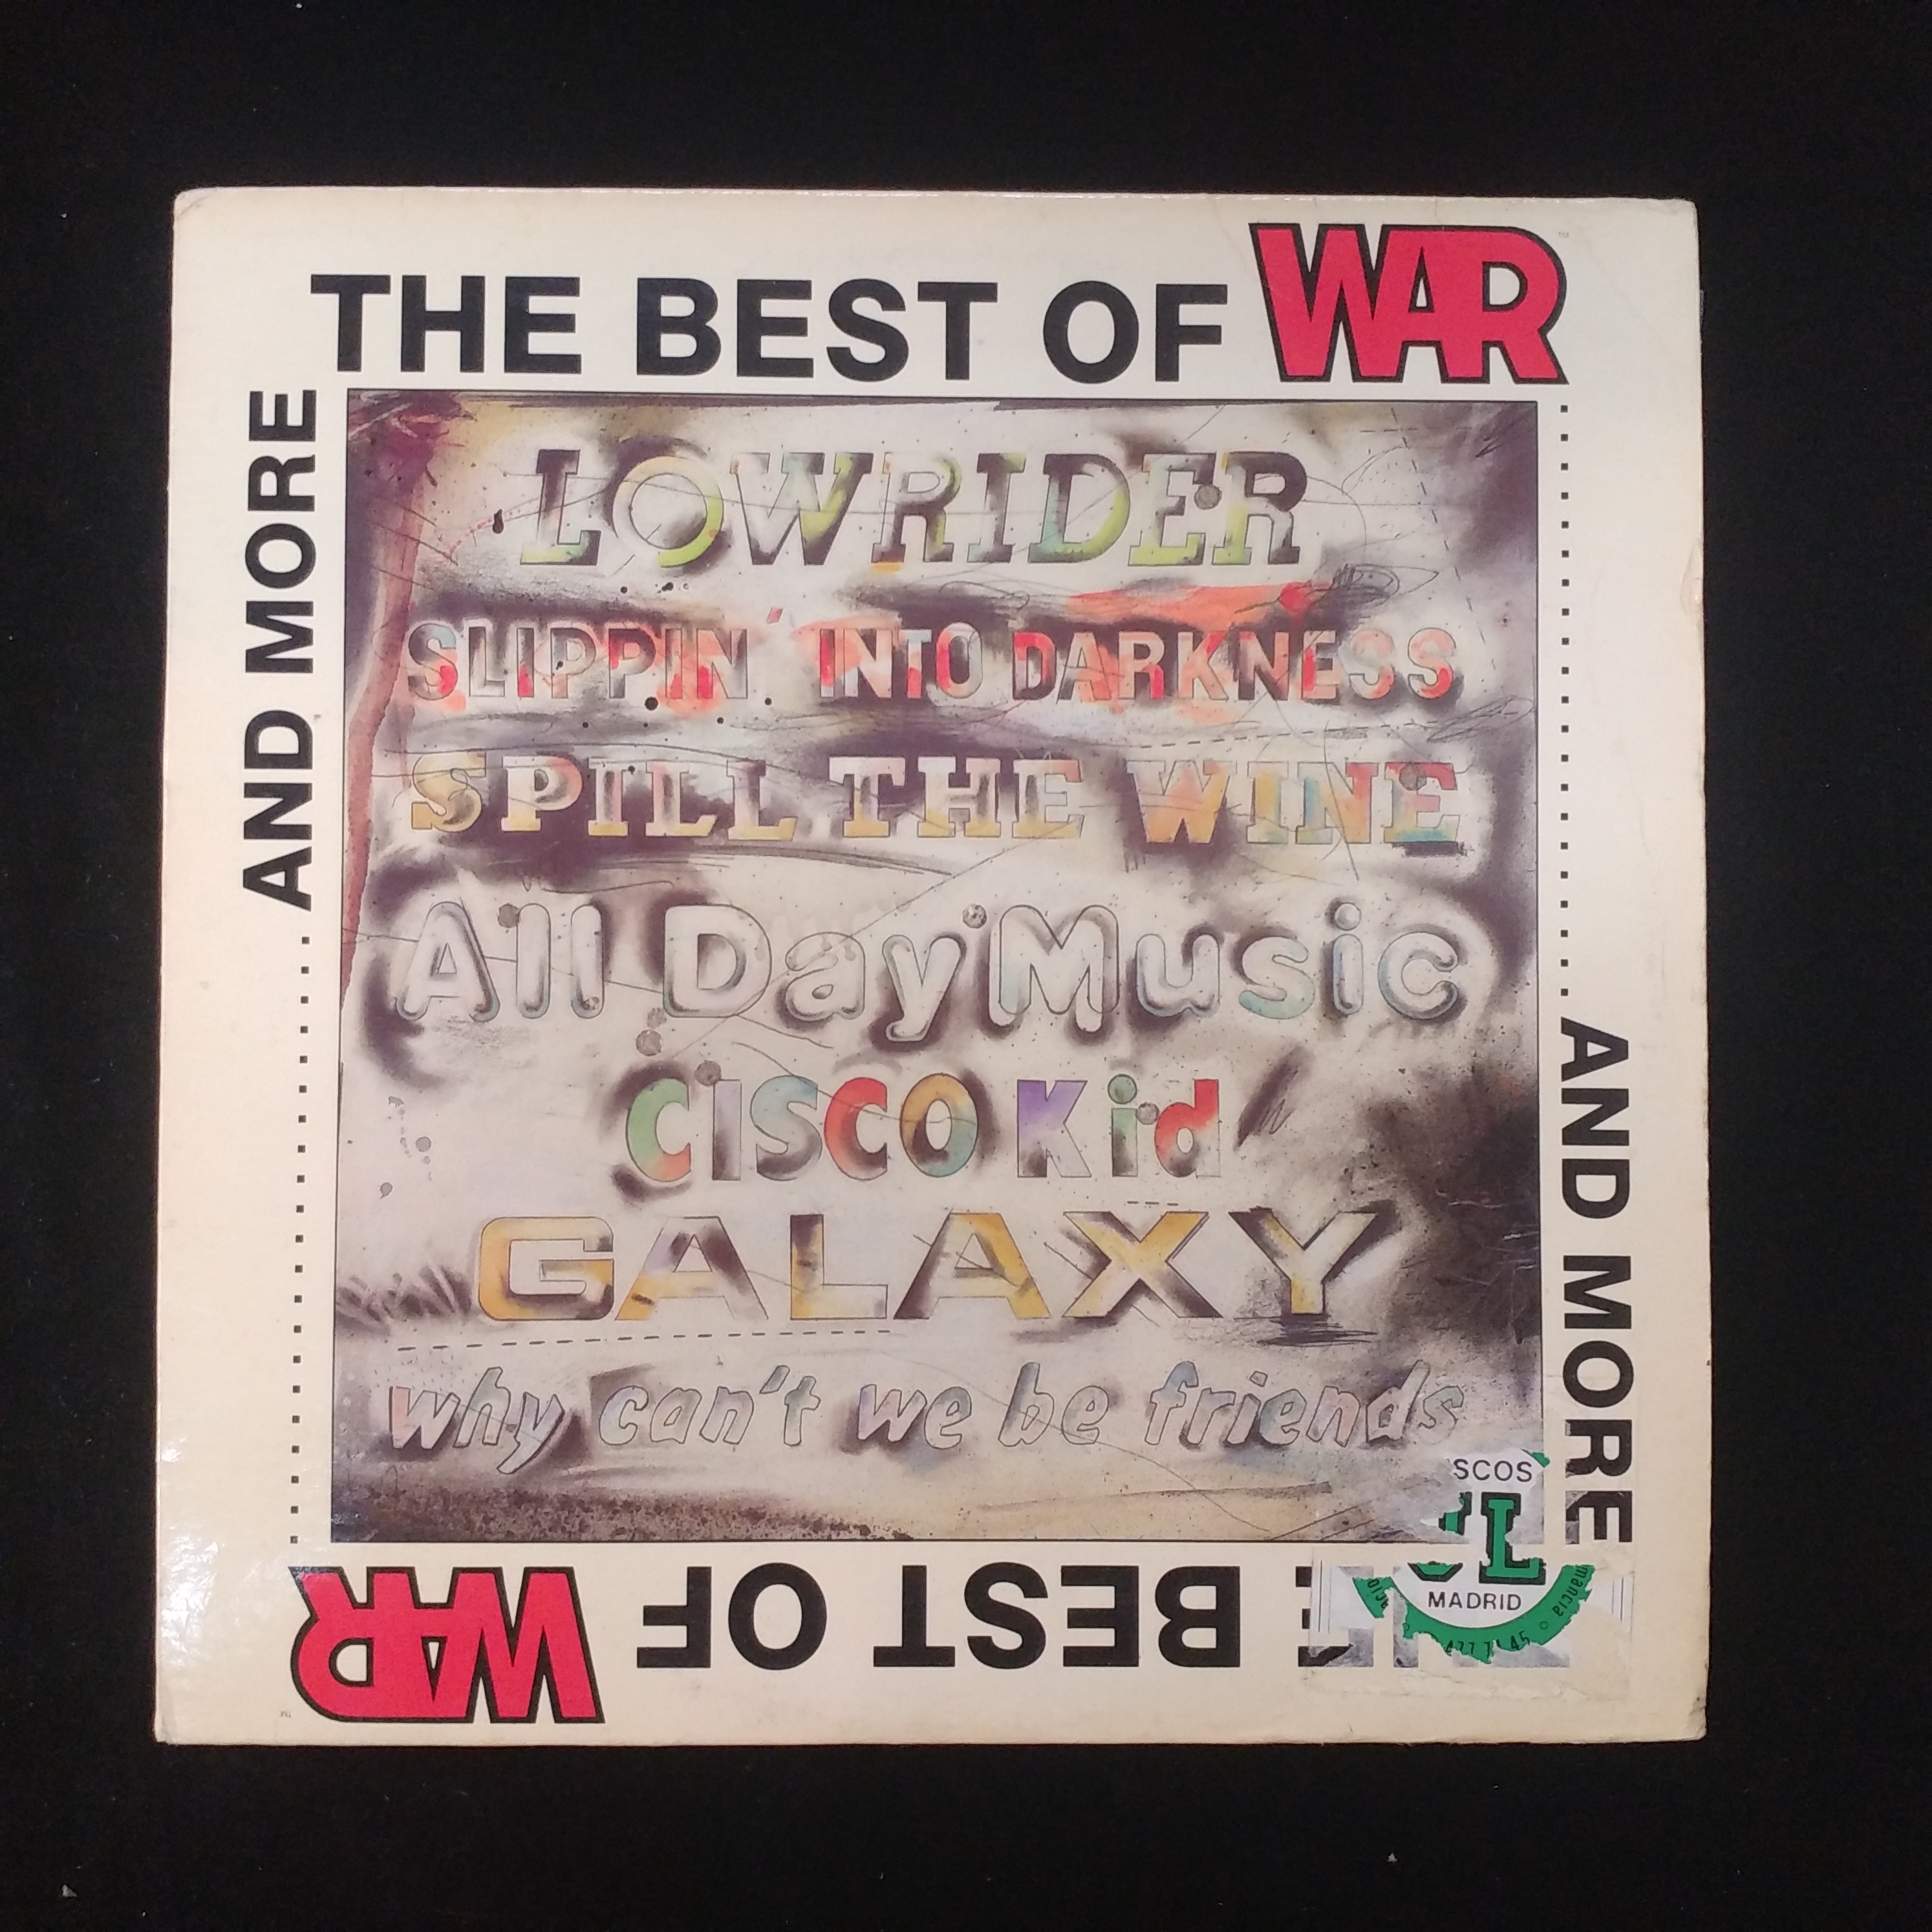 THE BEST OF WAR
AND MORE
LOWRIDER
SLIPPIN' INTO DARKNESS
SPILL THE WINE
All Day Music
CISCO Kid
GALAXY
why can't we be friends
AND MORE
BEST OF WAR
SCOS
MADRID